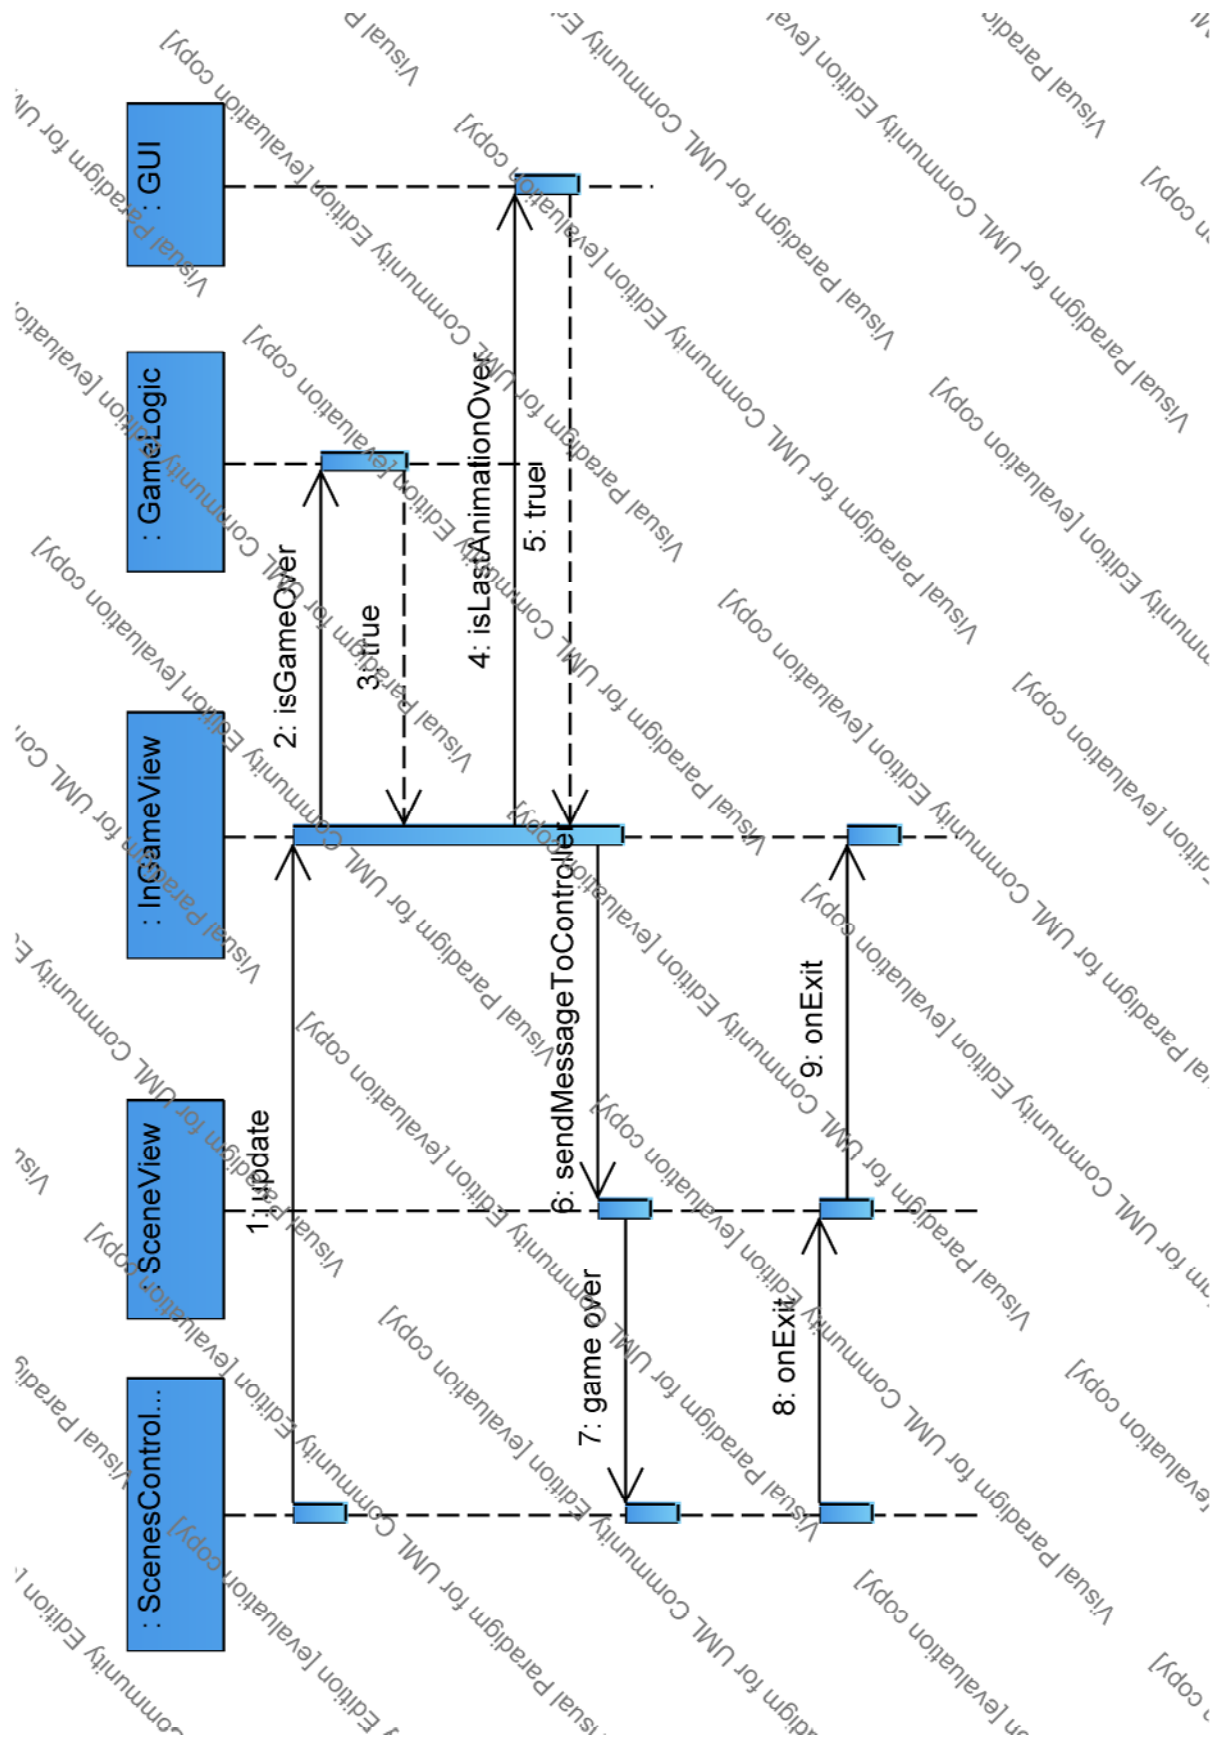 : ScenesControl...
: SceneView
: InGameView
: GameLogic
: GUI
1: update
2: isGameOver
3: true
4: isLastAnimationOver
5: true
6: sendMessageToController
7: game over
8: onExit
9: onExit
Visual Paradigm for UML Community Edition [evaluation copy]